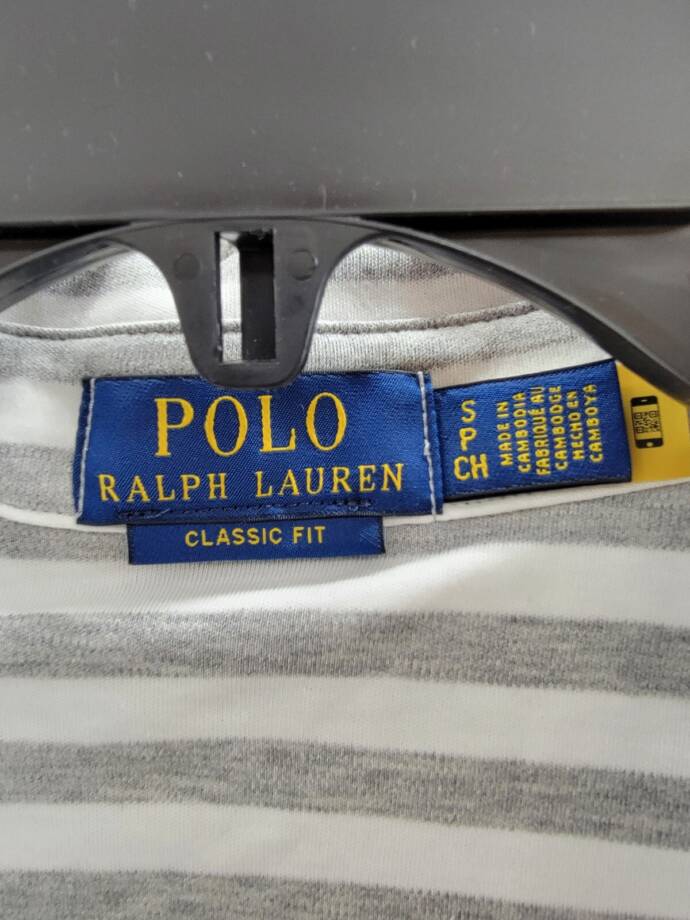 POLO
RALPH LAUREN
CLASSIC FIT
S
P
CH
MADE IN
CAMBODIA
FABRIQUÉ AU
CAMBODGE
HECHO EN
CAMBOYA